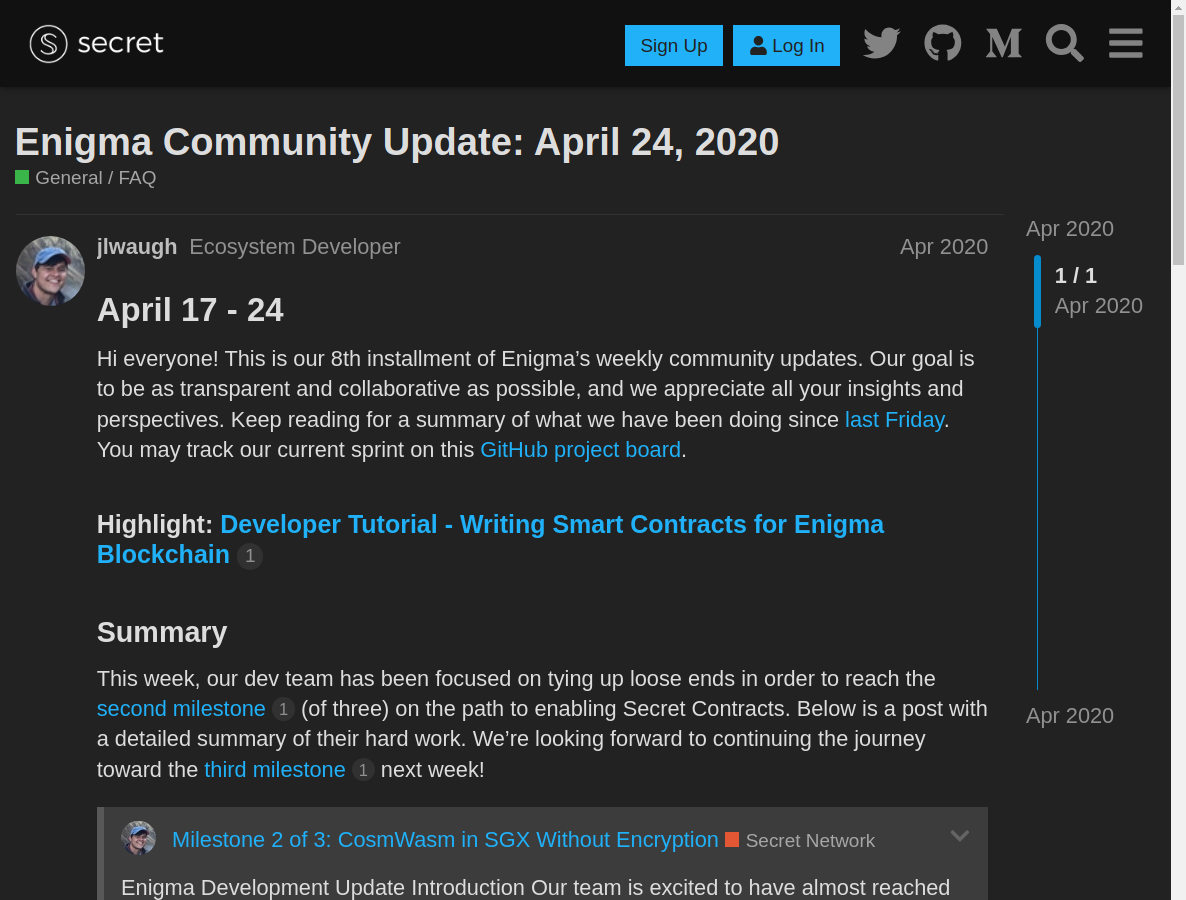 secret
Sign Up
Log In
Enigma Community Update: April 24, 2020
General / FAQ
jlwaugh Ecosystem Developer Apr 2020
April 17 - 24
Hi everyone! This is our 8th installment of Enigma’s weekly community updates. Our goal is
to be as transparent and collaborative as possible, and we appreciate all your insights and
perspectives. Keep reading for a summary of what we have been doing since last Friday.
You may track our current sprint on this GitHub project board.
Highlight: Developer Tutorial - Writing Smart Contracts for Enigma
Blockchain 1
Summary
This week, our dev team has been focused on tying up loose ends in order to reach the
second milestone 1 (of three) on the path to enabling Secret Contracts. Below is a post with
a detailed summary of their hard work. We’re looking forward to continuing the journey
toward the third milestone 1 next week!
Milestone 2 of 3: CosmWasm in SGX Without Encryption Secret Network
Enigma Development Update Introduction Our team is excited to have almost reached
Apr 2020
1 / 1
Apr 2020
Apr 2020